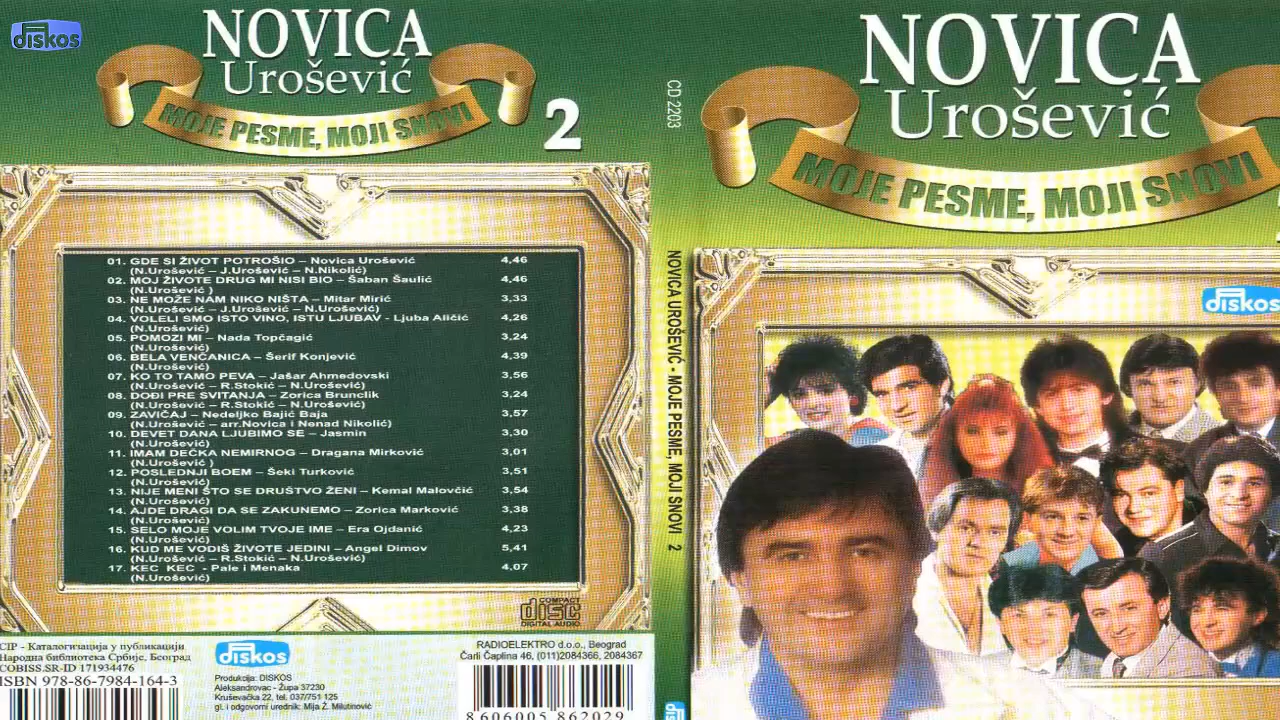 diskos
NOVICA
Urošević
MOJE PESME, MOJI SNOVI
2
01. GDE SI ŽIVOT POTROŠIO – Novica Urošević 4,46
(N.Urošević – J.Urošević – N.Nikolić)
02. MOJ ŽIVOTE DRUG MI NISI BIO – Šaban Šaulić 4,46
(N.Urošević )
03. NE MOŽE NAM NIKO NIŠTA – Mitar Mirić 3,33
(N.Urošević – J.Urošević – N.Urošević)
04. VOLELI SMO ISTO VINO, ISTU LJUBAV - Ljuba Aličić 4,26
(N.Urošević)
05. POMOZI MI – Nada Topčagić 3,24
(N.Urošević)
06. BELA VENČANICA – Šerif Konjević 4,39
(N.Urošević)
07. KO TO TAMO PEVA – Jašar Ahmedovski 3,56
(N.Urošević – R.Stokić – N.Urošević)
08. DOĐI PRE SVITANJA – Zorica Brunclik 3,24
(N.Urošević – R.Stokić – N.Urošević)
09. ZAVIČAJ – Nedeljko Bajić Baja 3,57
(N.Urošević – arr.Novica i Nenad Nikolić)
10. DEVET DANA LJUBIMO SE – Jasmin 3,30
(N.Urošević)
11. IMAM DEČKA NEMIRNOG – Dragana Mirković 3,01
(N.Urošević )
12. POSLEDNJI BOEM – Šeki Turković 3,51
(N.Urošević)
13. NIJE MENI ŠTO SE DRUŠTVO ŽENI – Kemal Malovčić 3,54
(N.Urošević)
14. AJDE DRAGI DA SE ZAKUNEMO – Zorica Marković 3,38
(N.Urošević)
15. SELO MOJE VOLIM TVOJE IME – Era Ojdanić 4,23
(N.Urošević)
16. KUD ME VODIŠ ŽIVOTE JEDINI – Angel Dimov 5,41
(N.Urošević – R.Stokić – N.Urošević)
17. KEC KEC - Pale i Menaka 4,07
(N.Urošević)
COMPACT
disc
DIGITAL AUDIO
CIP - Каталогизација у публикацији
Народна библиотека Србије, Београд
COBISS.SR-ID 171934476
ISBN 978-86-7984-164-3
diskos
Produkcija: DISKOS
Aleksandrovac - Župa 37230
Kruševačka 22, tel. 037/751 125
gl. i odgovorni urednik: Mija Ž. Milutinović
RADIOELEKTRO d.o.o., Beograd
Čarli Čaplina 46, (011)2084366, 2084367
8606005862029
CD 2203
NOVICA UROŠEVIĆ - MOJE PESME, MOJI SNOVI 2
NOVICA
Urošević
MOJE PESME, MOJI SNOVI
diskos